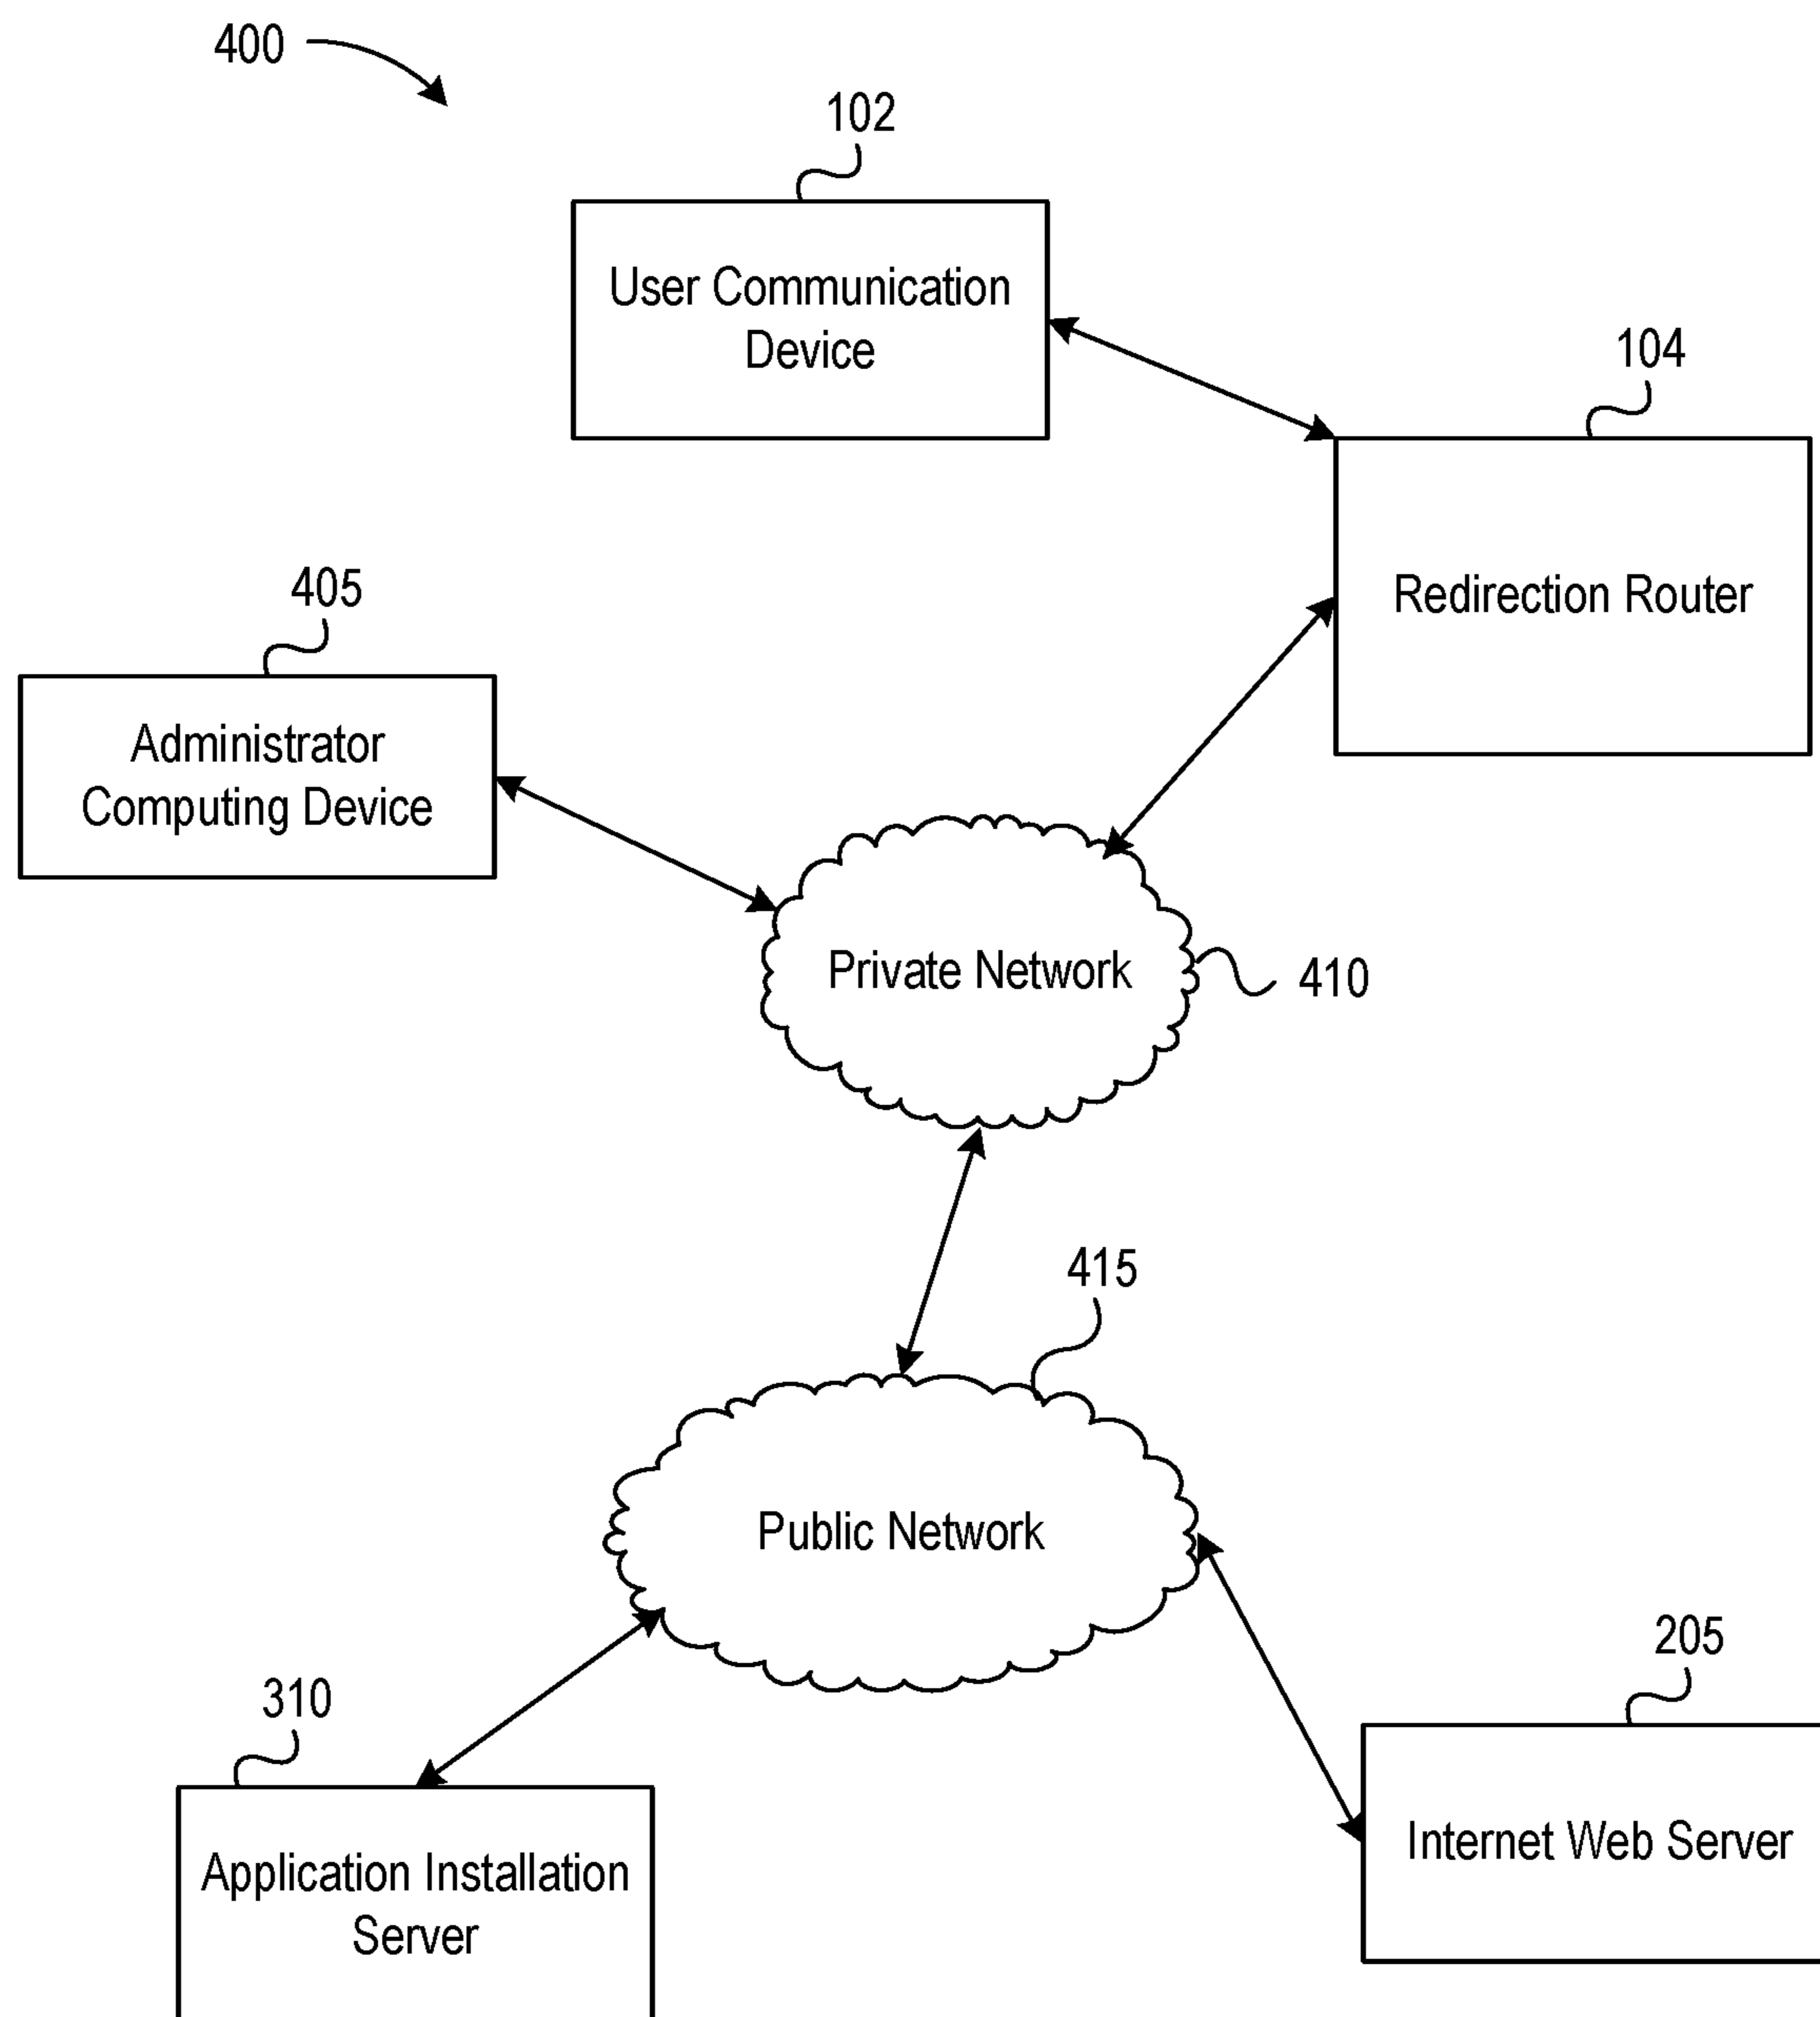 400
102
User Communication
Device
104
Redirection Router
405
Administrator
Computing Device
Private Network
410
415
Public Network
205
Internet Web Server
310
Application Installation
Server